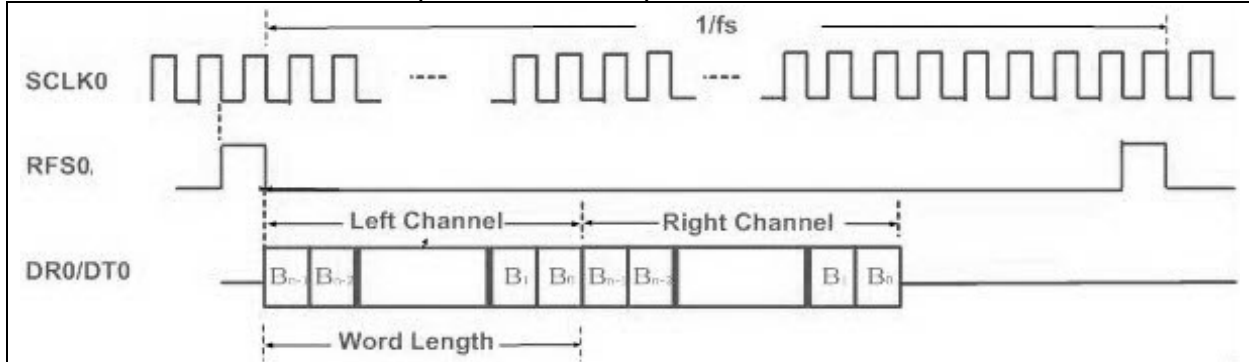 1/fs
SCLK0
RFS0.
Left Channel
Right Channel
DR0/DT0
Bn-1 Bn-2 B1 B0 Bn-1 Bn-2 B1 B0
Word Length